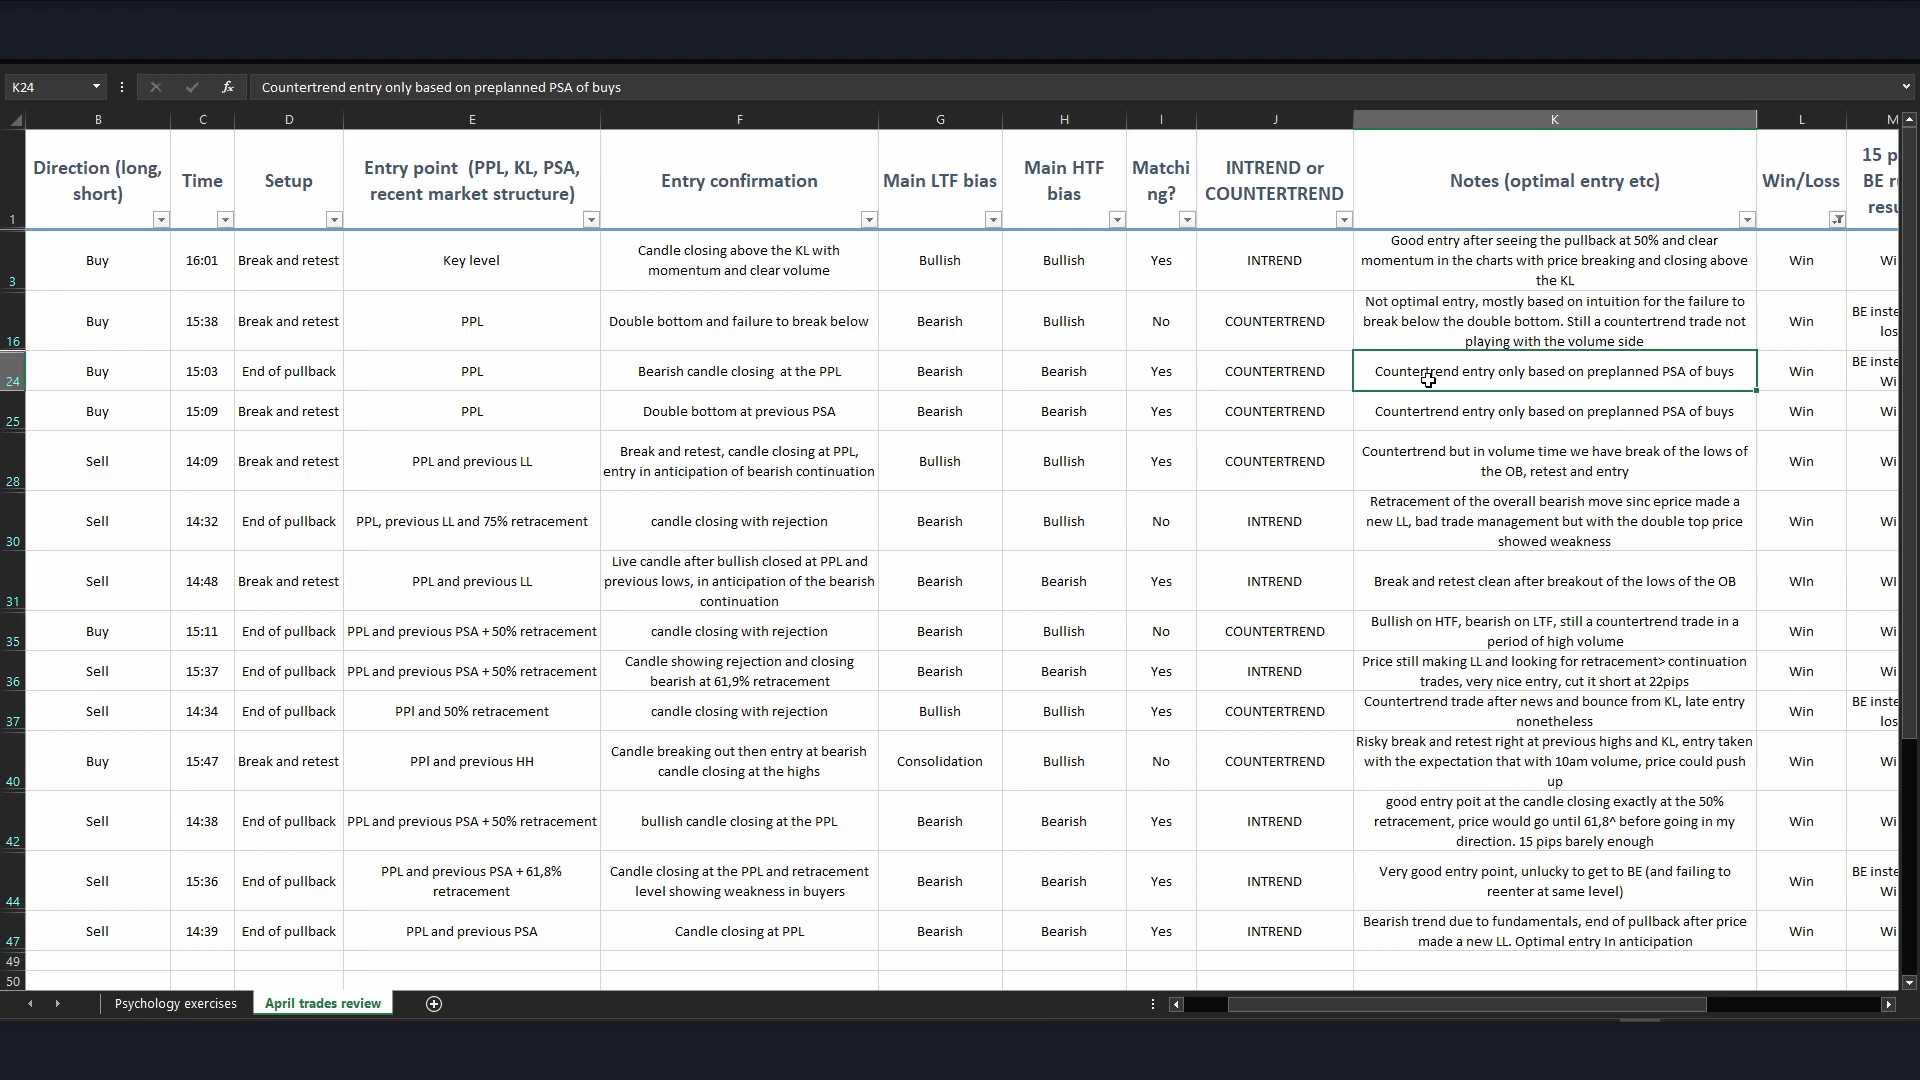 K24
fx
Countertrend entry only based on preplanned PSA of buys
B C D E F G H I J K L M
1
Direction (long, short)
Time
Setup
Entry point (PPL, KL, PSA, recent market structure)
Entry confirmation
Main LTF bias
Main HTF bias
Matchi ng?
INTREND or COUNTERTREND
Notes (optimal entry etc)
Win/Loss
15 p
BE r
resu
3
Buy
16:01
Break and retest
Key level
Candle closing above the KL with
momentum and clear volume
Bullish
Bullish
Yes
INTREND
Good entry after seeing the pullback at 50% and clear
momentum in the charts with price breaking and closing above
the KL
Win
Wi
16
Buy
15:38
Break and retest
PPL
Double bottom and failure to break below
Bearish
Bullish
No
COUNTERTREND
Not optimal entry, mostly based on intuition for the failure to
break below the double bottom. Still a countertrend trade not
playing with the volume side
Win
BE inste
los
24
Buy
15:03
End of pullback
PPL
Bearish candle closing at the PPL
Bearish
Bearish
Yes
COUNTERTREND
Countertrend entry only based on preplanned PSA of buys
Win
BE inste
Wi
25
Buy
15:09
Break and retest
PPL
Double bottom at previous PSA
Bearish
Bearish
Yes
COUNTERTREND
Countertrend entry only based on preplanned PSA of buys
Win
Wi
28
Sell
14:09
Break and retest
PPL and previous LL
Break and retest, candle closing at PPL,
entry in anticipation of bearish continuation
Bullish
Bullish
Yes
COUNTERTREND
Countertrend but in volume time we have break of the lows of
the OB, retest and entry
Win
Wi
30
Sell
14:32
End of pullback
PPL, previous LL and 75% retracement
candle closing with rejection
Bearish
Bullish
No
INTREND
Retracement of the overall bearish move sinc eprice made a
new LL, bad trade management but with the double top price
showed weakness
Win
Wi
31
Sell
14:48
Break and retest
PPL and previous LL
Live candle after bullish closed at PPL and
previous lows, in anticipation of the bearish
continuation
Bearish
Bearish
Yes
INTREND
Break and retest clean after breakout of the lows of the OB
WIn
WI
35
Buy
15:11
End of pullback
PPL and previous PSA + 50% retracement
candle closing with rejection
Bearish
Bullish
No
COUNTERTREND
Bullish on HTF, bearish on LTF, still a countertrend trade in a
period of high volume
Win
Wi
36
Sell
15:37
End of pullback
PPL and previous PSA + 50% retracement
Candle showing rejection and closing
bearish at 61,9% retracement
Bearish
Bearish
Yes
INTREND
Price still making LL and looking for retracement> continuation
trades, very nice entry, cut it short at 22pips
Win
Wi
37
Sell
14:34
End of pullback
PPl and 50% retracement
candle closing with rejection
Bullish
Bullish
Yes
COUNTERTREND
Countertrend trade after news and bounce from KL, late entry
nonetheless
Win
BE inste
los
40
Buy
15:47
Break and retest
PPl and previous HH
Candle breaking out then entry at bearish
candle closing at the highs
Consolidation
Bullish
No
COUNTERTREND
Risky break and retest right at previous highs and KL, entry taken
with the expectation that with 10am volume, price could push
up
Win
Wi
42
Sell
14:38
End of pullback
PPL and previous PSA + 50% retracement
bullish candle closing at the PPL
Bearish
Bearish
Yes
INTREND
good entry poit at the candle closing exactly at the 50%
retracement, price would go until 61,8^ before going in my
direction. 15 pips barely enough
Win
Wi
44
Sell
15:36
End of pullback
PPL and previous PSA + 61,8%
retracement
Candle closing at the PPL and retracement
level showing weakness in buyers
Bearish
Bearish
Yes
INTREND
Very good entry point, unlucky to get to BE (and failing to
reenter at same level)
Win
BE inste
Wi
47
Sell
14:39
End of pullback
PPL and previous PSA
Candle closing at PPL
Bearish
Bearish
Yes
INTREND
Bearish trend due to fundamentals, end of pullback after price
made a new LL. Optimal entry In anticipation
Win
Wi
49
50
Psychology exercises
April trades review